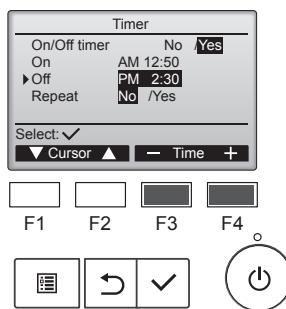 Timer
On/Off timer No /Yes
On AM 12:50
Off PM 2:30
Repeat No /Yes
Select:
Cursor − Time +
F1 F2 F3 F4